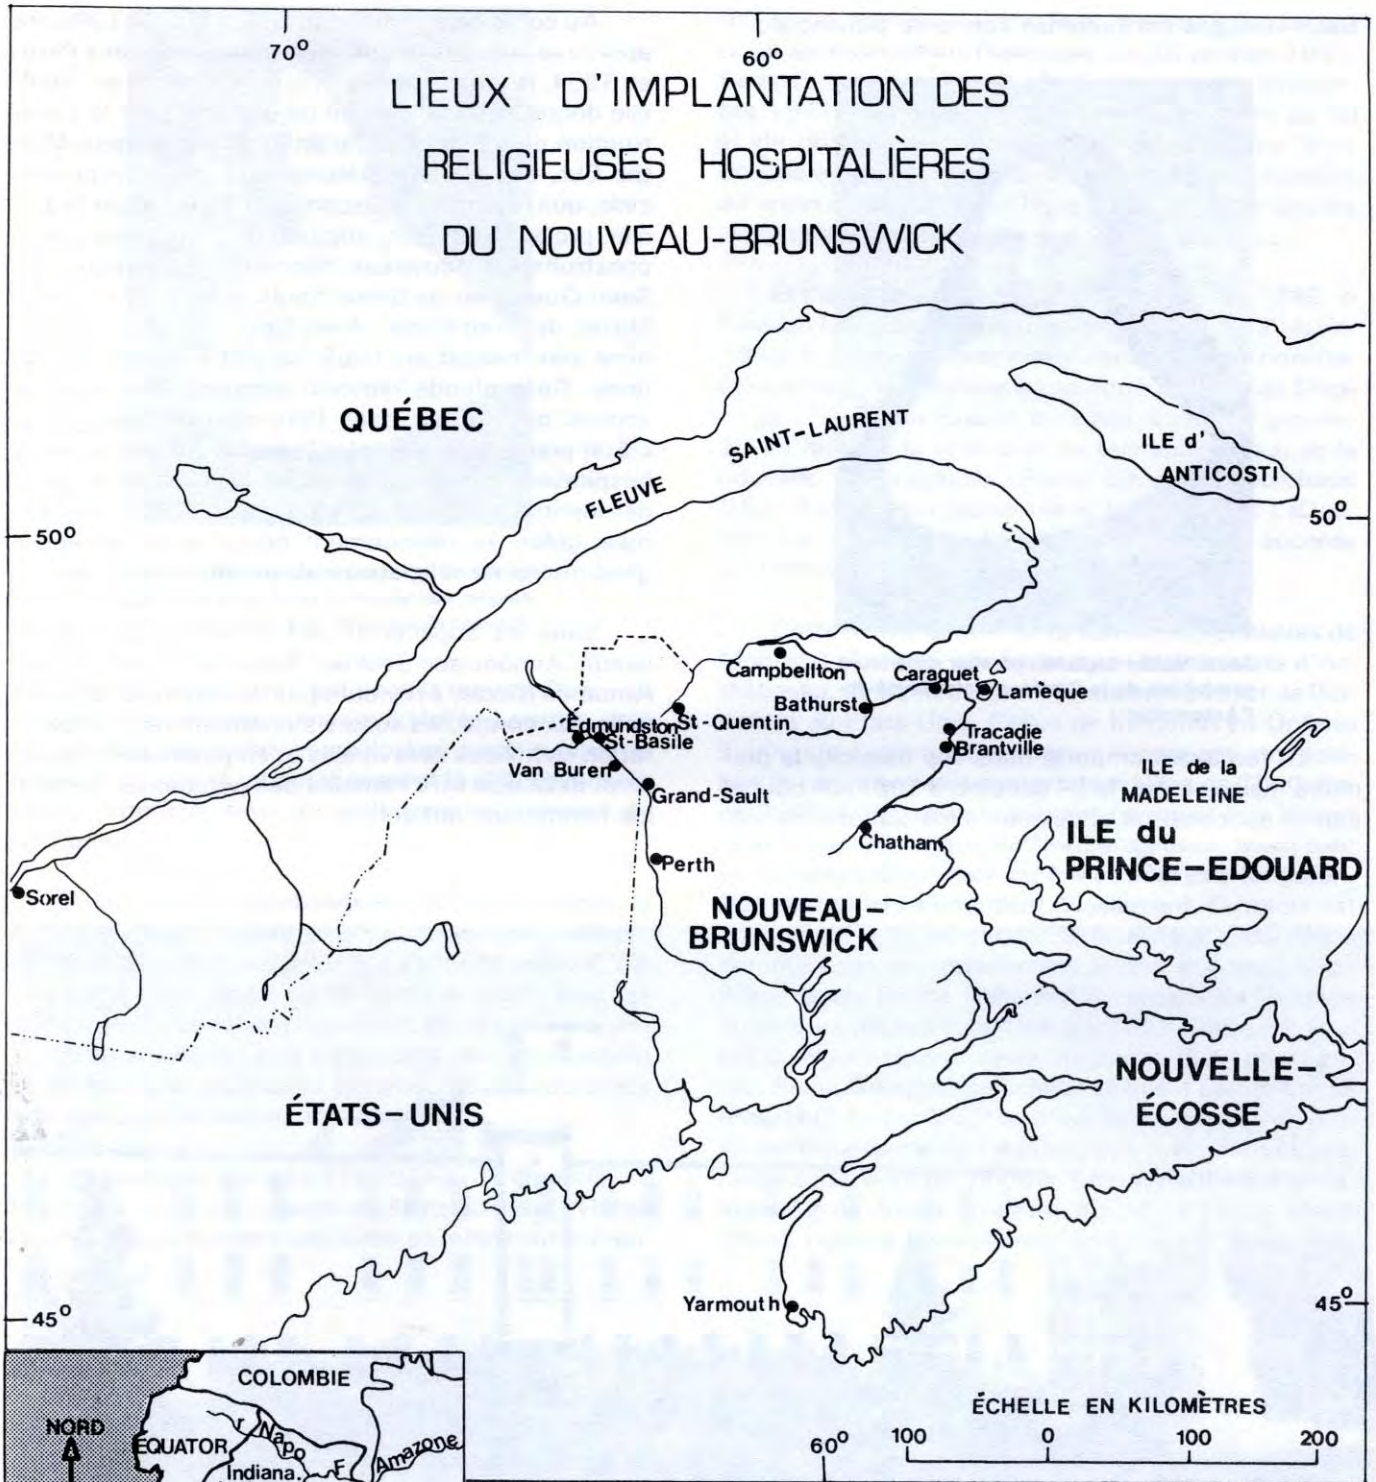 70°
60°
LIEUX D'IMPLANTATION DES
RELIGIEUSES HOSPITALIÈRES
DU NOUVEAU-BRUNSWICK
QUÉBEC
FLEUVE
SAINT-LAURENT
ILE d'
ANTICOSTI
50°
50°
Campbellton
Caraquet
Lamèque
Bathurst
St-Quentin
Edmundston
St-Basile
Tracadie
Brantville
Van Buren
Grand-Sault
ILE de la
MADELEINE
Chatham
ILE du
PRINCE-EDOUARD
Perth
Sorel
NOUVEAU-
BRUNSWICK
NOUVELLE-
ÉCOSSE
ÉTATS-UNIS
Yarmouth
45°
45°
COLOMBIE
NORD
ÉQUATOR
r. Napo
F.
Amazone
Indiana
ÉCHELLE EN KILOMÈTRES
60°
100
0
100
200